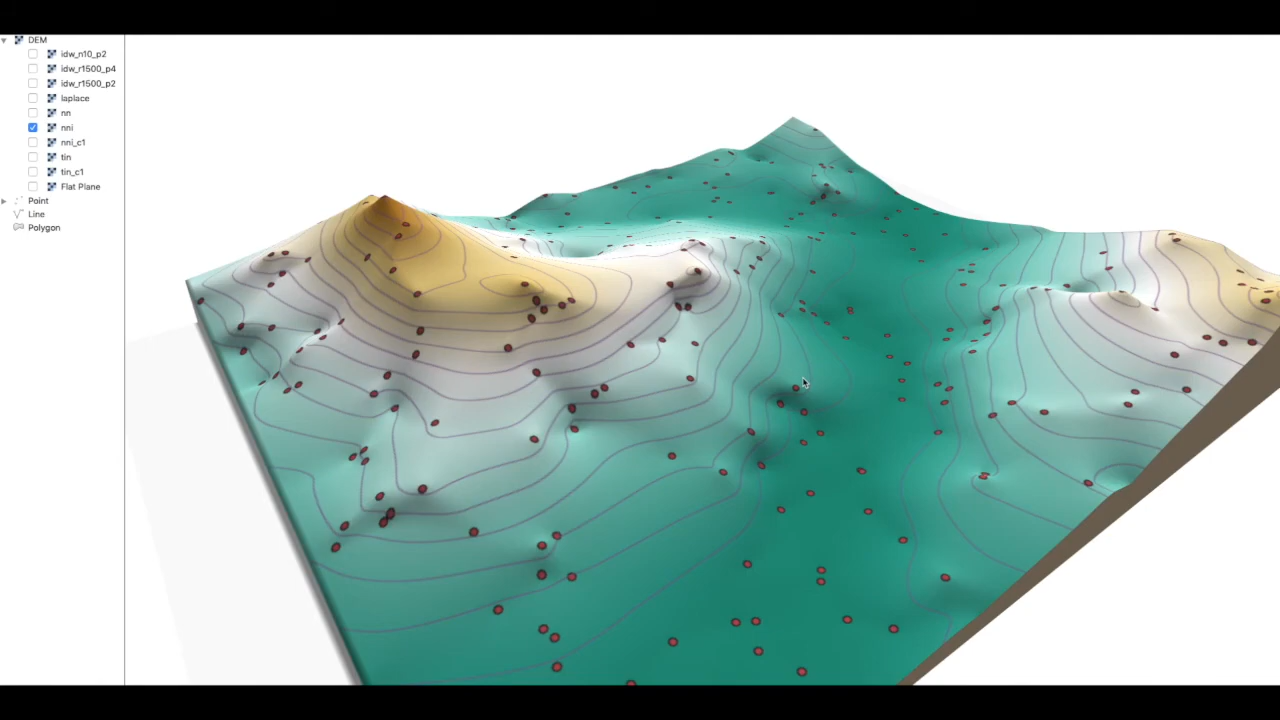 DEM
idw_n10_p2
idw_r1500_p4
idw_r1500_p2
laplace
nn
nni
nni_c1
tin
tin_c1
Flat Plane
Point
Line
Polygon